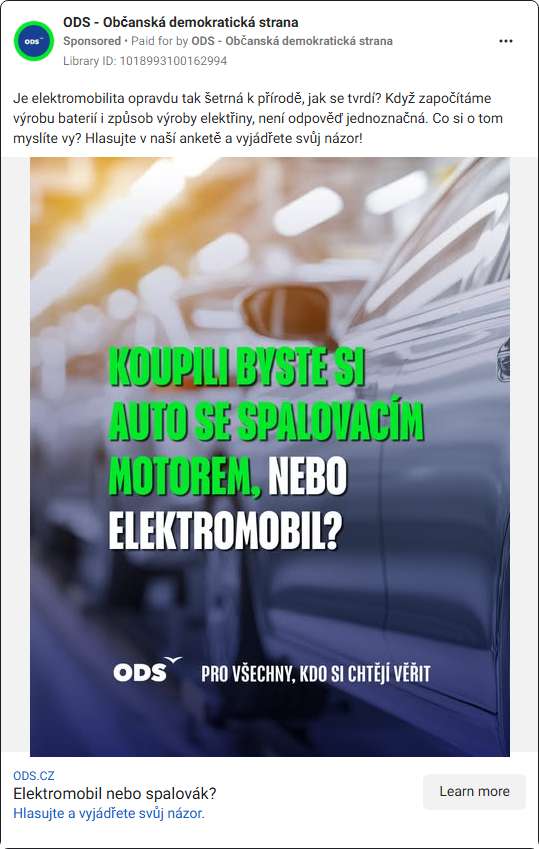 ODS - Občanská demokratická strana
Sponsored • Paid for by ODS - Občanská demokratická strana
Library ID: 1018993100162994
Je elektromobilita opravdu tak šetrná k přírodě, jak se tvrdí? Když započítáme
výrobu baterií i způsob výroby elektřiny, není odpověď jednoznačná. Co si o tom
myslíte vy? Hlasujte v naší anketě a vyjádřete svůj názor!
KOUPILI BYSTE SI
AUTO SE SPALOVACÍM
MOTOREM, NEBO
ELEKTROMOBIL?
ODS PRO VŠECHNY, KDO SI CHTĚJÍ VĚŘIT
ODS.CZ
Elektromobil nebo spalovák?
Hlasujte a vyjádřete svůj názor.
Learn more